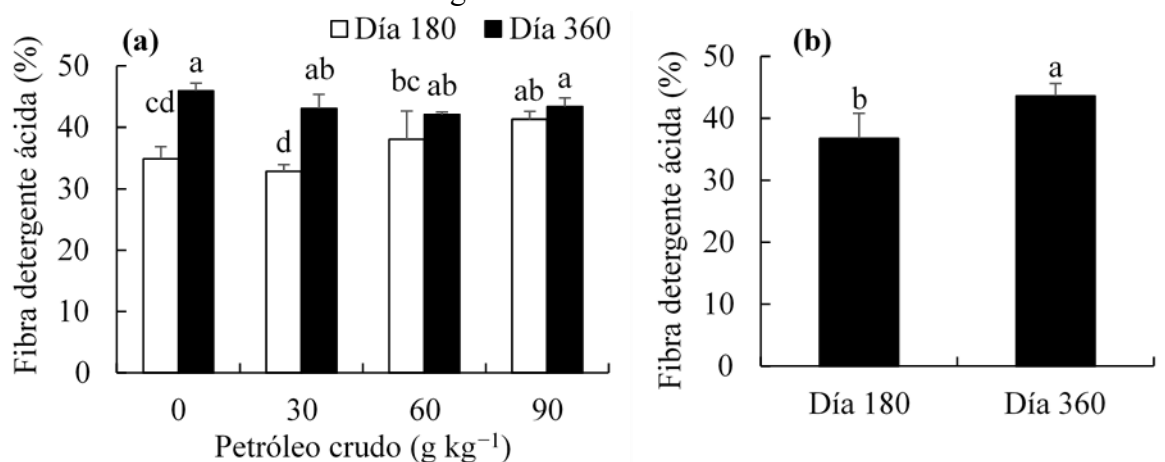 (a) Día 180 Día 360
Fibra detergente ácida (%)
50
40
30
20
10
0
cd a d ab bc ab ab a
0 30 60 90
Petróleo crudo (g kg⁻¹)
(b)
Fibra detergente ácida (%)
50
40
30
20
10
0
b a
Día 180 Día 360